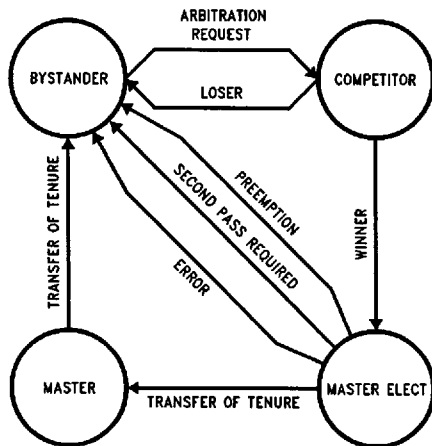 ARBITRATION
REQUEST
BYSTANDER
COMPETITOR
LOSER
PREEMPTION
SECOND PASS REQUIRED
ERROR
WINNER
TRANSFER OF TENURE
MASTER
MASTER ELECT
TRANSFER OF TENURE